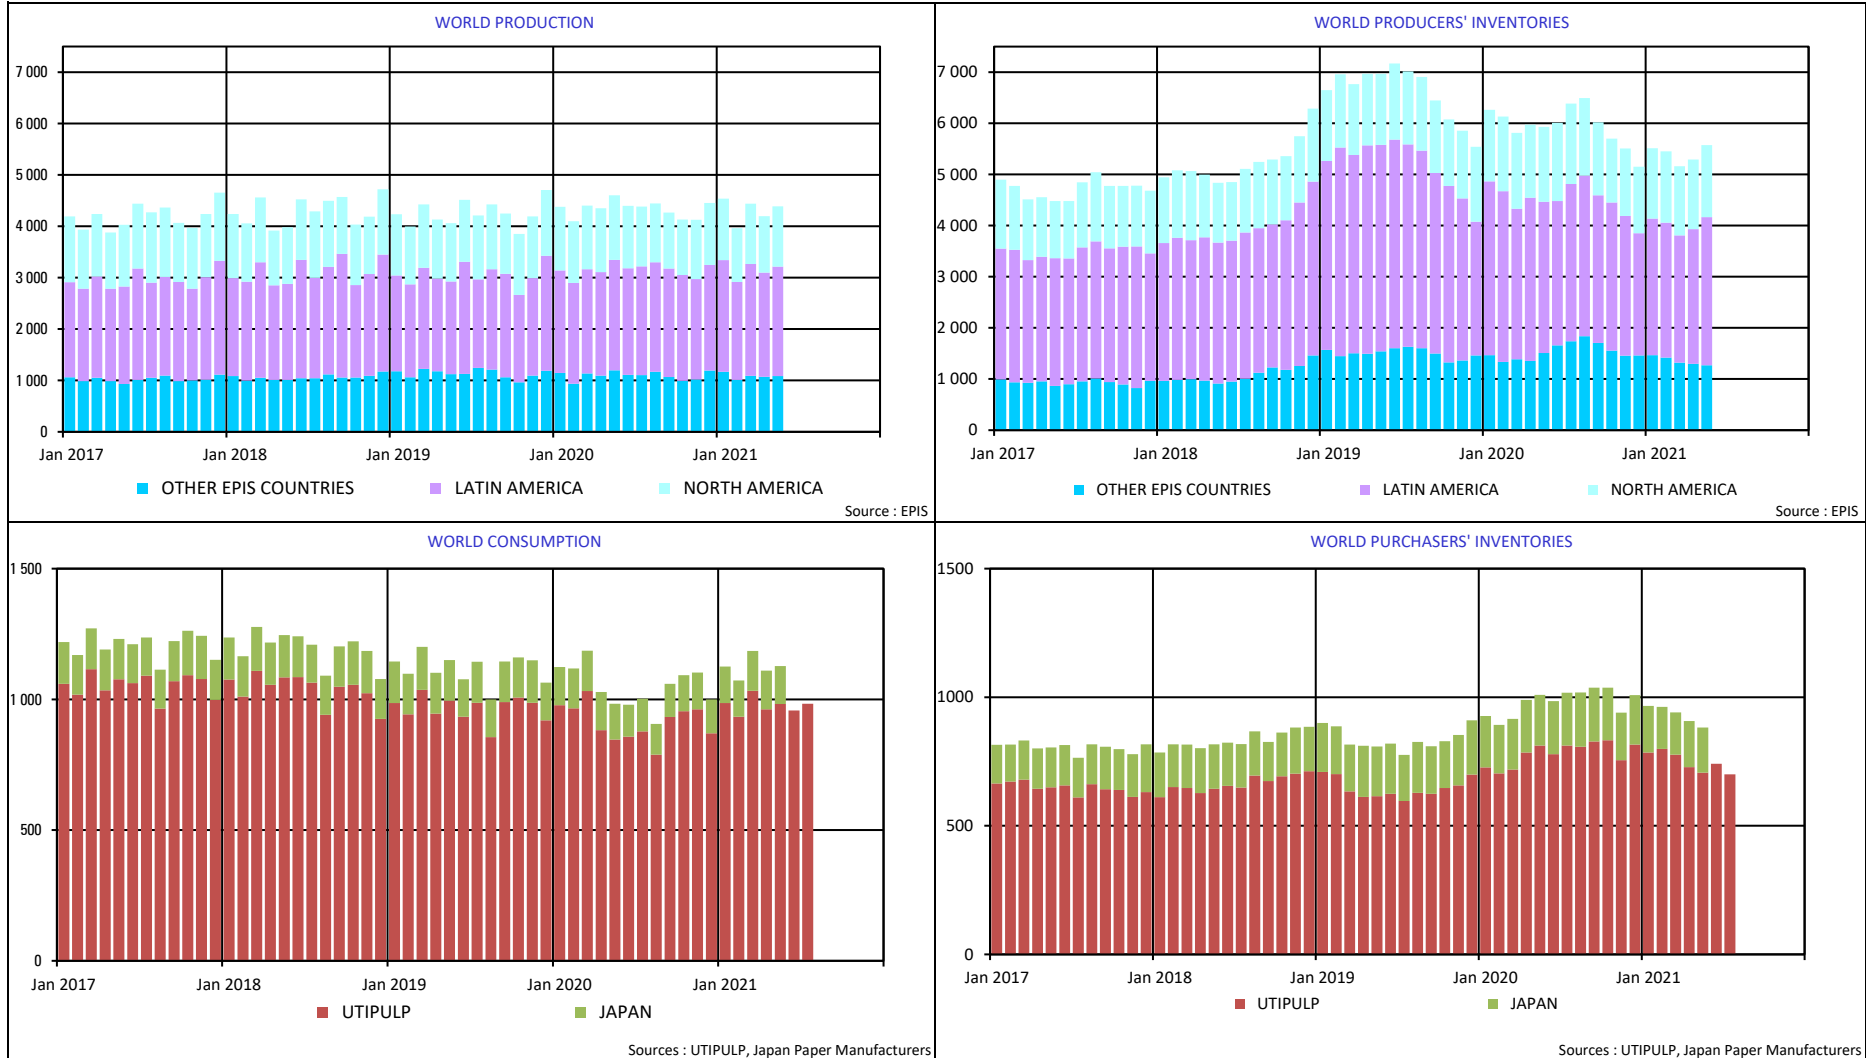 WORLD PRODUCTION
7 000
6 000
5 000
4 000
3 000
2 000
1 000
0
Jan 2017 Jan 2018 Jan 2019 Jan 2020 Jan 2021
OTHER EPIS COUNTRIES LATIN AMERICA NORTH AMERICA
Source : EPIS
WORLD PRODUCERS' INVENTORIES
7 000
6 000
5 000
4 000
3 000
2 000
1 000
0
Jan 2017 Jan 2018 Jan 2019 Jan 2020 Jan 2021
OTHER EPIS COUNTRIES LATIN AMERICA NORTH AMERICA
Source : EPIS
WORLD CONSUMPTION
1 500
1 000
500
0
Jan 2017 Jan 2018 Jan 2019 Jan 2020 Jan 2021
UTIPULP JAPAN
Sources : UTIPULP, Japan Paper Manufacturers
WORLD PURCHASERS' INVENTORIES
1500
1000
500
0
Jan 2017 Jan 2018 Jan 2019 Jan 2020 Jan 2021
UTIPULP JAPAN
Sources : UTIPULP, Japan Paper Manufacturers